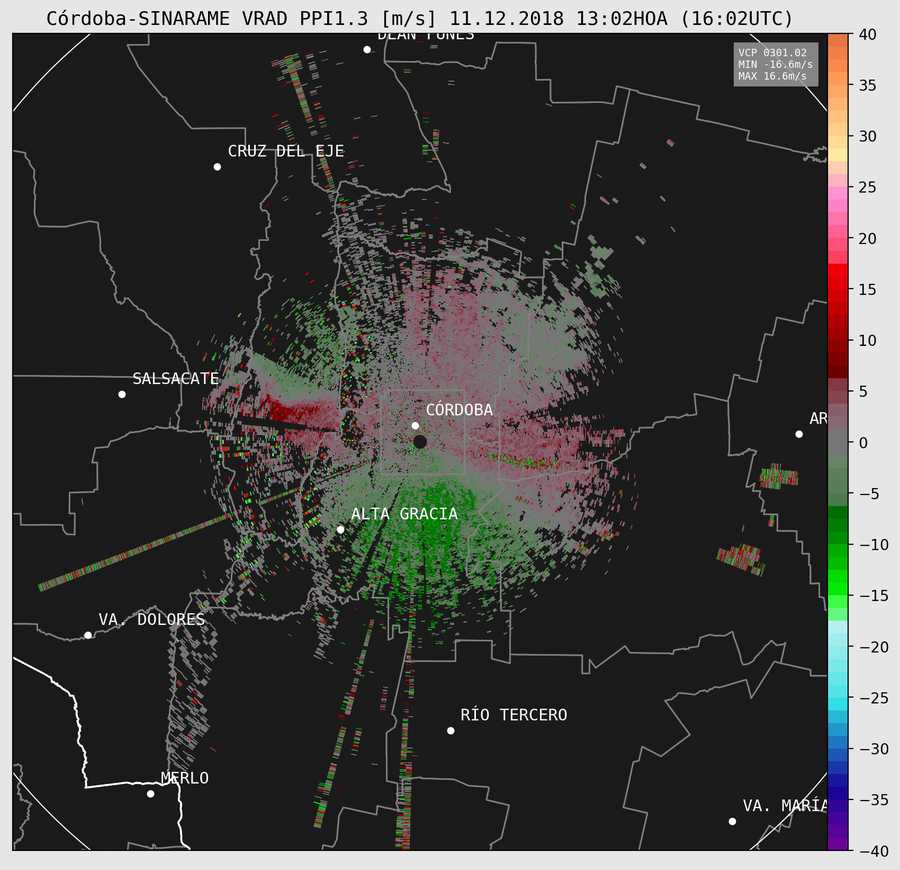 Córdoba-SINARAME VRAD PPI1.3 [m/s] 11.12.2018 13:02HOA (16:02UTC)
DEAN FUNES
VCP 0301.02
MIN -16.6m/s
MAX 16.6m/s
CRUZ DEL EJE
SALSACATE
CÓRDOBA
AR
ALTA GRACIA
VA. DOLORES
RÍO TERCERO
MERLO
VA. MARÍA
40
35
30
25
20
15
10
5
0
−5
−10
−15
−20
−25
−30
−35
−40